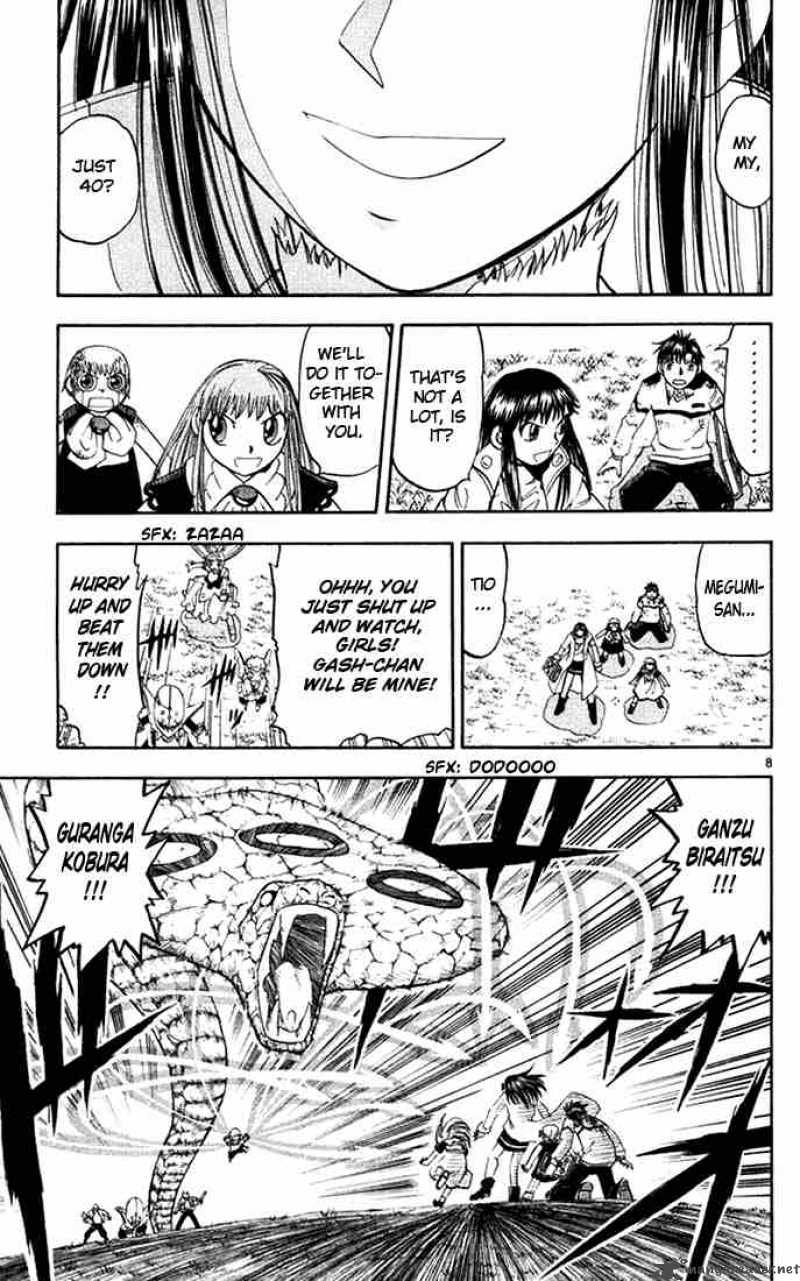 MY
MY,
JUST
40?
.........
THAT'S
NOT A
LOT, IS
IT?
WE'LL
DO IT TO-
GETHER
WITH
YOU.
SFX: ZAZAA
MEGUMI-
SAN...
TIO
...
OHHH, YOU
JUST SHUT UP
AND WATCH,
GIRLS!
GASH-CHAN
WILL BE MINE!
HURRY
UP AND
BEAT
THEM
DOWN
!!
8
SFX: DODOOOO
GANZU
BIRAITSU
!!!
GURANGA
KOBURA
!!!